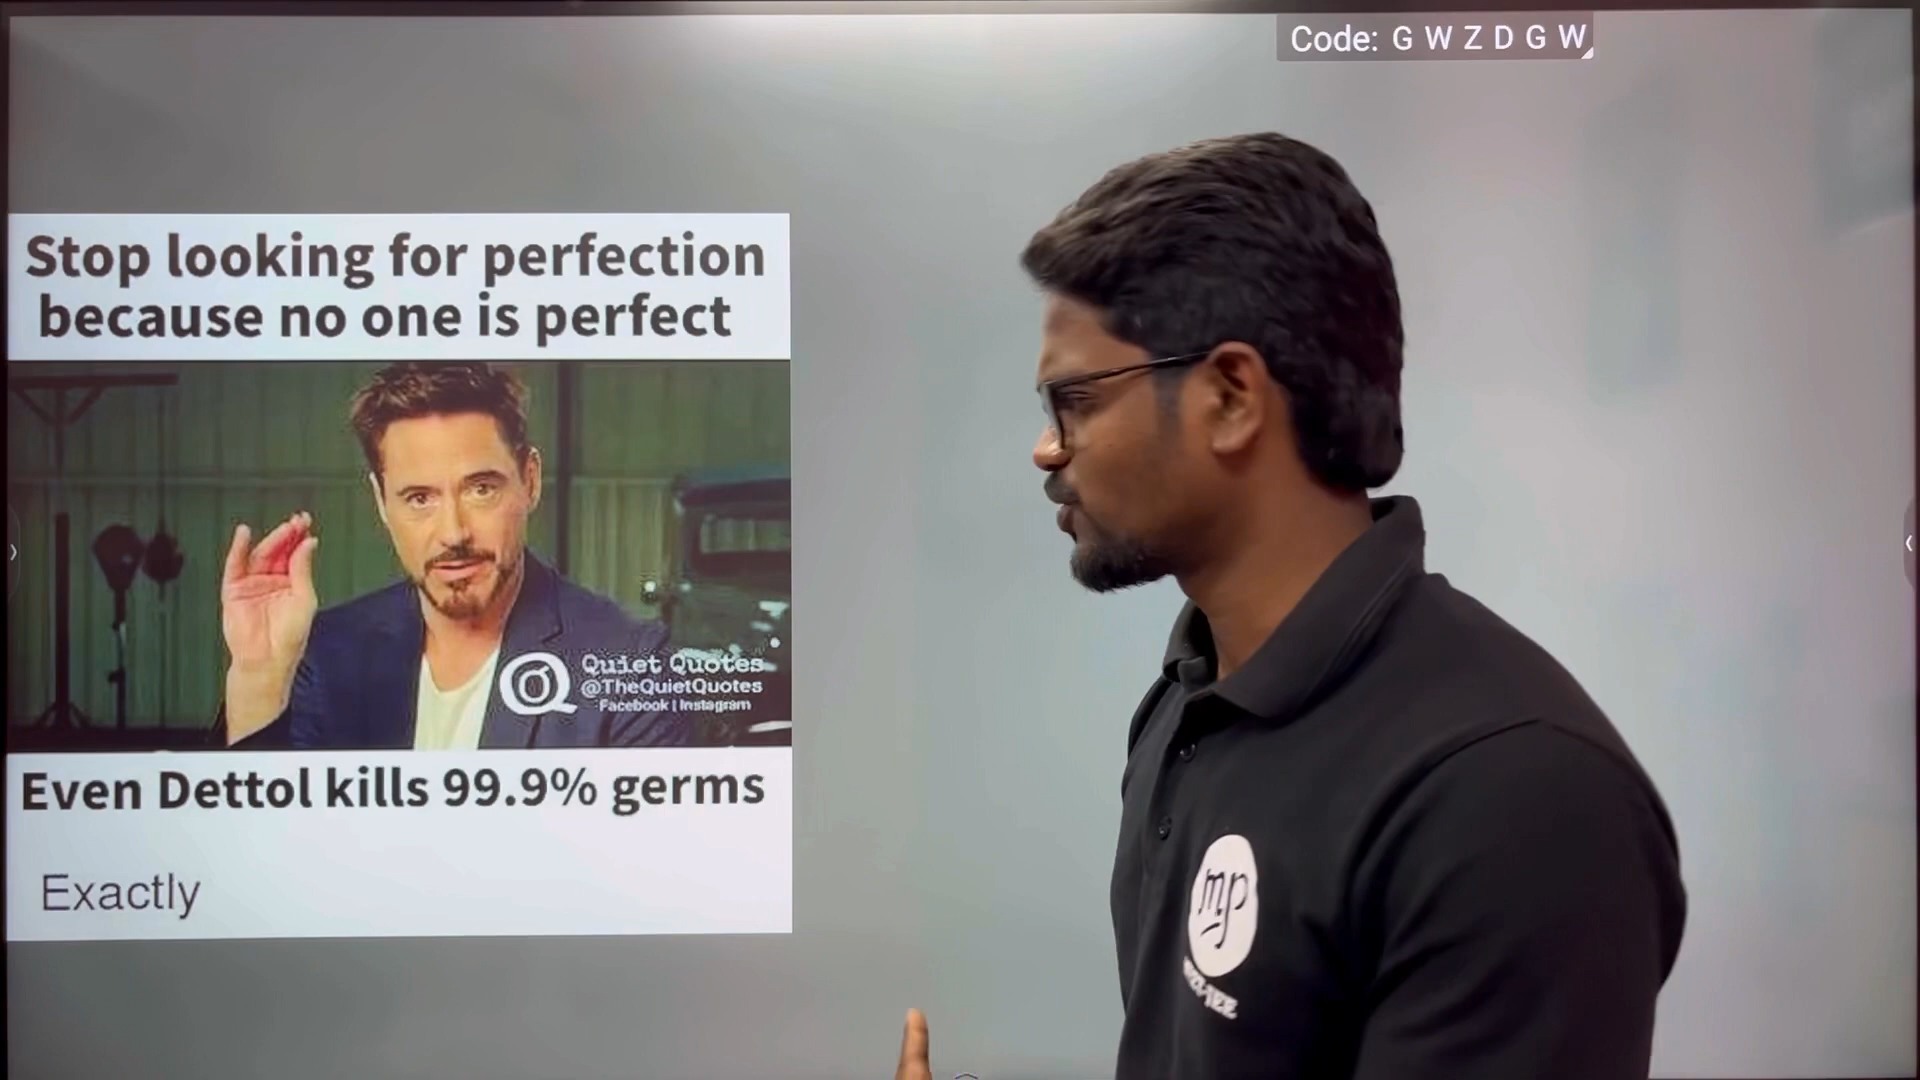 Code: G W Z D G W
Stop looking for perfection
because no one is perfect
Quiet Quotes
@TheQuietQuotes
Facebook | Instagram
Even Dettol kills 99.9% germs
Exactly
mp